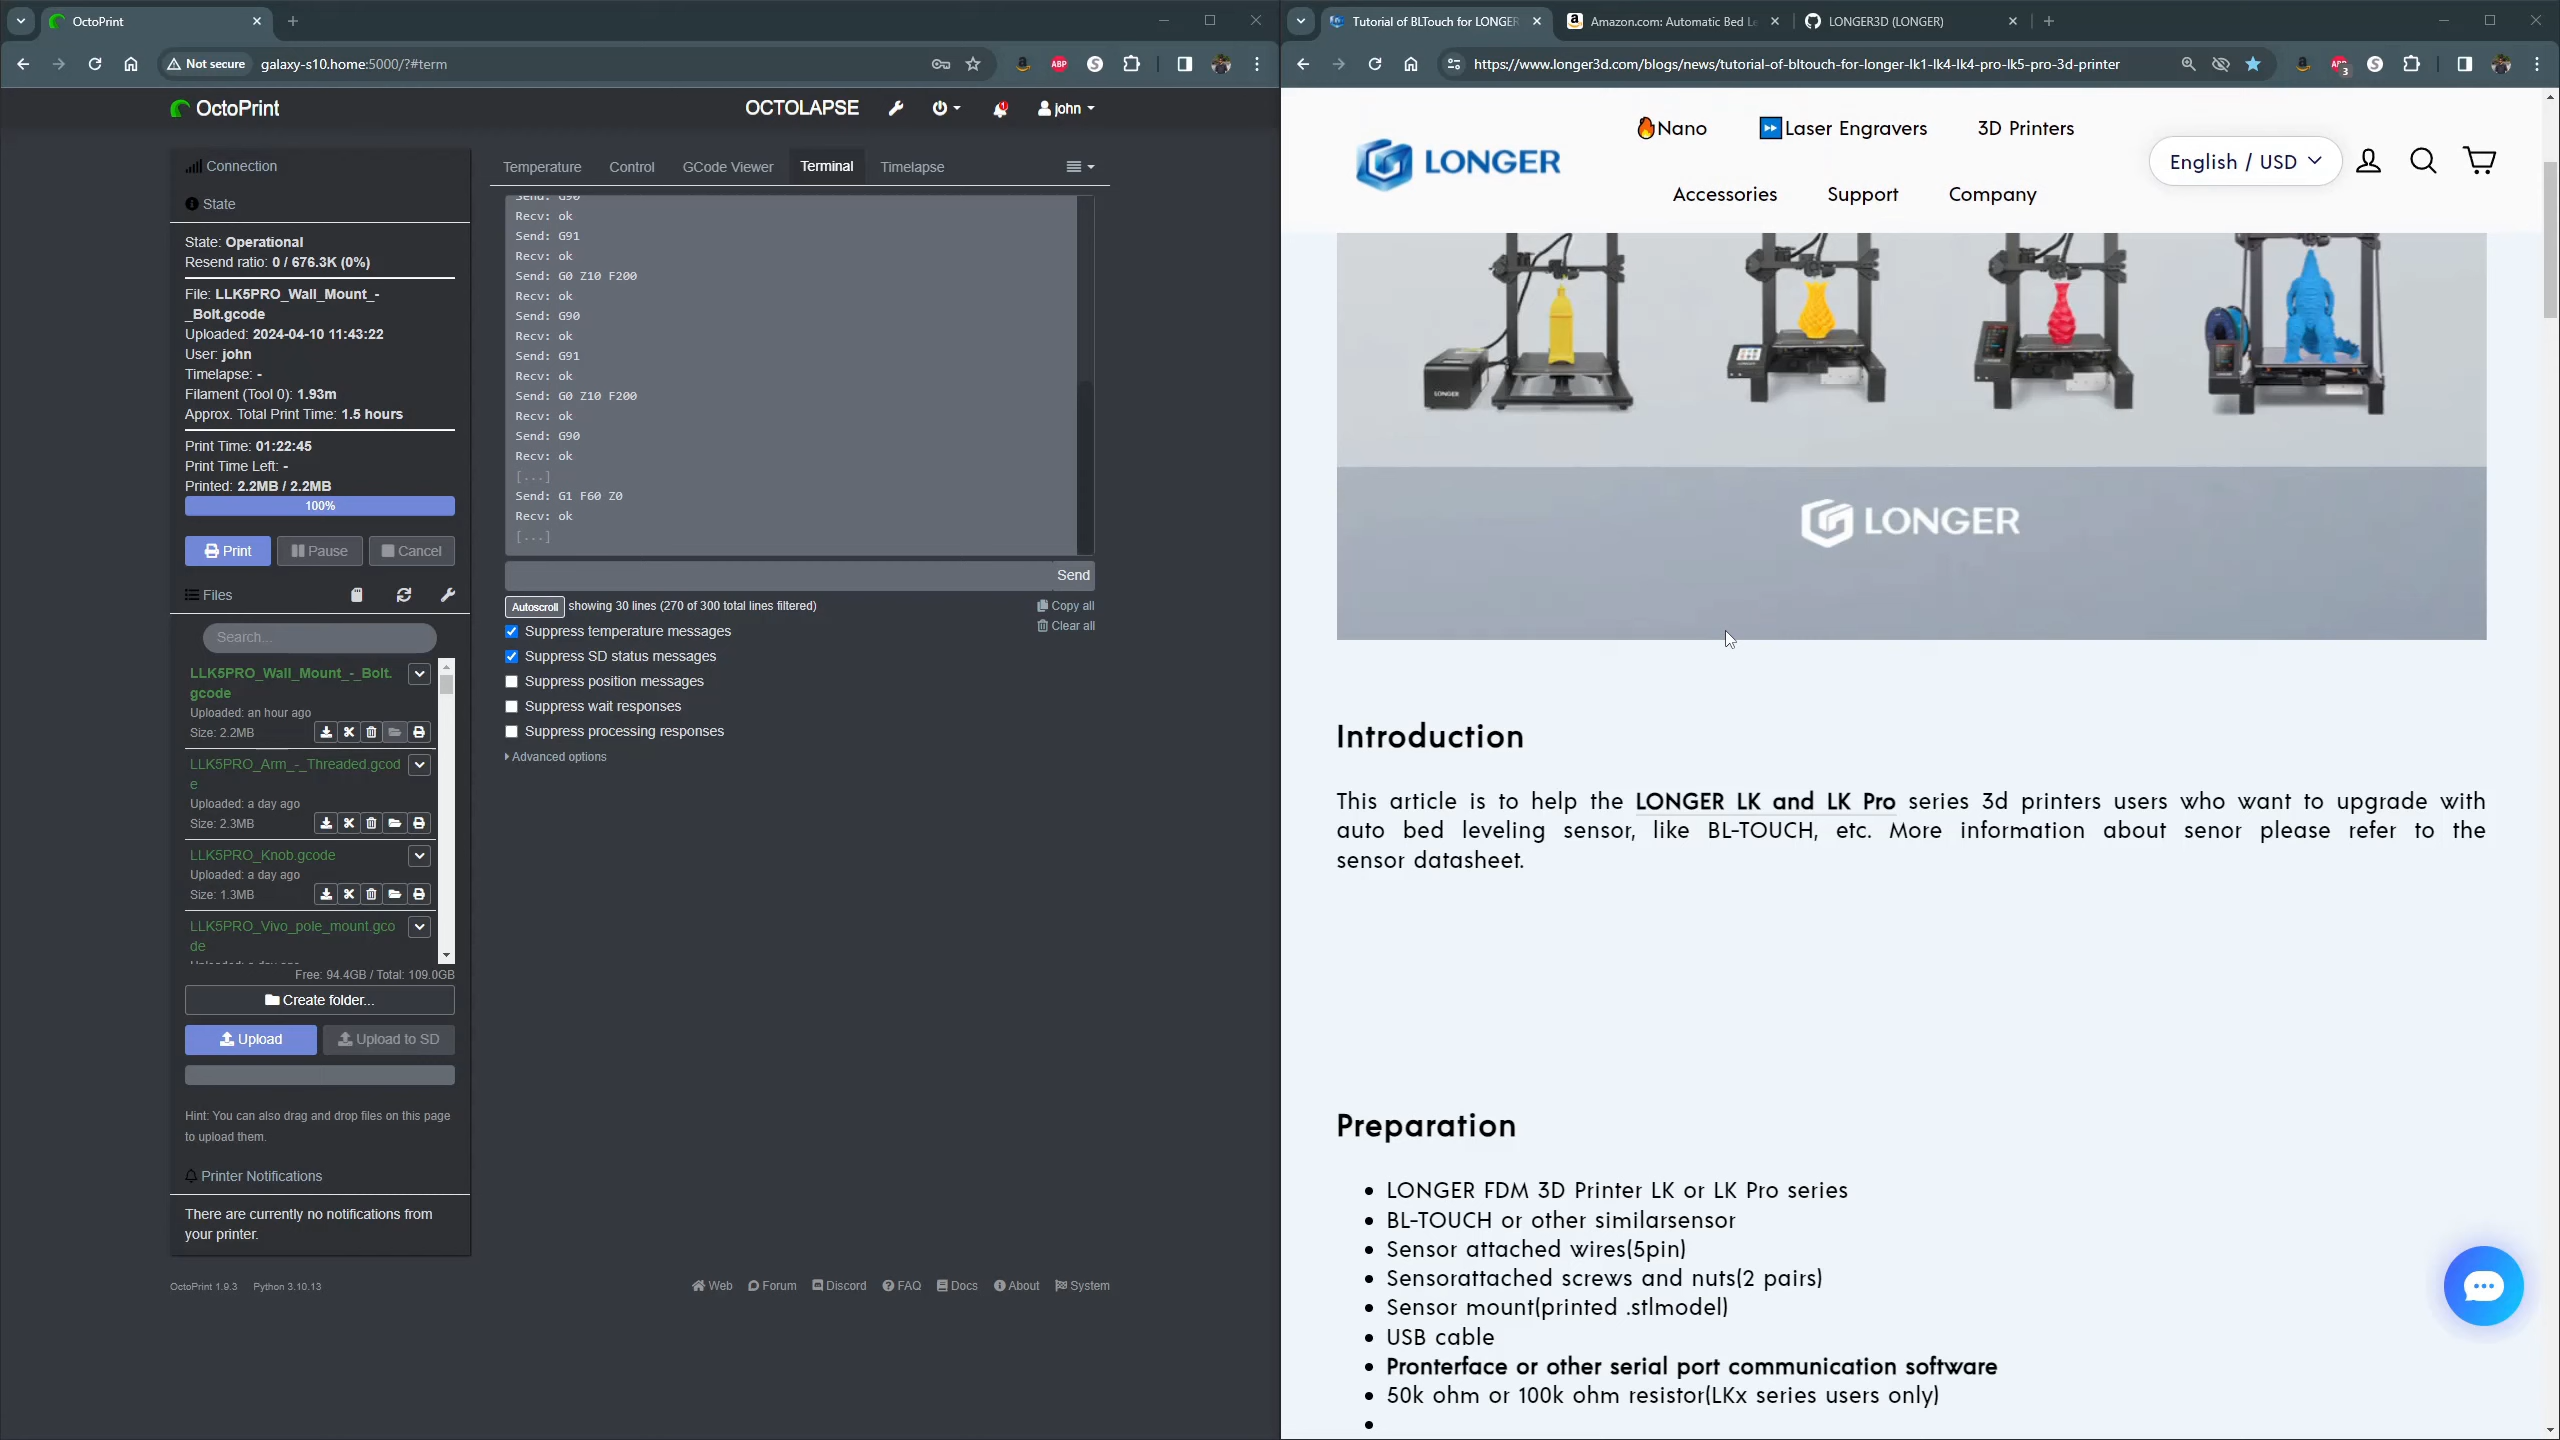 OctoPrint
Not secure
galaxy-s10.home:5000/?#term
ABP
OctoPrint
OCTOLAPSE
1
john
Connection
State
State: Operational
Resend ratio: 0 / 676.3K (0%)
File: LLK5PRO_Wall_Mount_-
_Bolt.gcode
Uploaded: 2024-04-10 11:43:22
User: john
Timelapse: -
Filament (Tool 0): 1.93m
Approx. Total Print Time: 1.5 hours
Print Time: 01:22:45
Print Time Left: -
Printed: 2.2MB / 2.2MB
100%
Print
Pause
Cancel
Files
Search...
LLK5PRO_Wall_Mount_-_Bolt.
gcode
Uploaded: an hour ago
Size: 2.2MB
LLK5PRO_Arm_-_Threaded.gcod
e
Uploaded: a day ago
Size: 2.3MB
LLK5PRO_Knob.gcode
Uploaded: a day ago
Size: 1.3MB
LLK5PRO_Vivo_pole_mount.gco
de
Uploaded: a day ago
Free: 94.4GB / Total: 109.0GB
Create folder...
Upload
Upload to SD
Hint: You can also drag and drop files on this page
to upload them.
Printer Notifications
There are currently no notifications from
your printer.
Temperature
Control
GCode Viewer
Terminal
Timelapse
Send: G90
Recv: ok
Send: G91
Recv: ok
Send: G0 Z10 F200
Recv: ok
Send: G90
Recv: ok
Send: G91
Recv: ok
Send: G0 Z10 F200
Recv: ok
Send: G90
Recv: ok
[...]
Send: G1 F60 Z0
Recv: ok
[...]
Send
Autoscroll
showing 30 lines (270 of 300 total lines filtered)
Copy all
Clear all
Suppress temperature messages
Suppress SD status messages
Suppress position messages
Suppress wait responses
Suppress processing responses
Advanced options
OctoPrint 1.9.3
Python 3.10.13
Web
Forum
Discord
FAQ
Docs
About
System
Tutorial of BLTouch for LONGER
Amazon.com: Automatic Bed Le
LONGER3D (LONGER)
https://www.longer3d.com/blogs/news/tutorial-of-bltouch-for-longer-lk1-lk4-lk4-pro-lk5-pro-3d-printer
ABP
3
LONGER
Nano
Laser Engravers
3D Printers
Accessories
Support
Company
English / USD
LONGER
LONGER
Introduction
This article is to help the LONGER LK and LK Pro series 3d printers users who want to upgrade with
auto bed leveling sensor, like BL-TOUCH, etc. More information about senor please refer to the
sensor datasheet.
Preparation
• LONGER FDM 3D Printer LK or LK Pro series
• BL-TOUCH or other similarsensor
• Sensor attached wires(5pin)
• Sensorattached screws and nuts(2 pairs)
• Sensor mount(printed .stlmodel)
• USB cable
• Pronterface or other serial port communication software
• 50k ohm or 100k ohm resistor(LKx series users only)
•